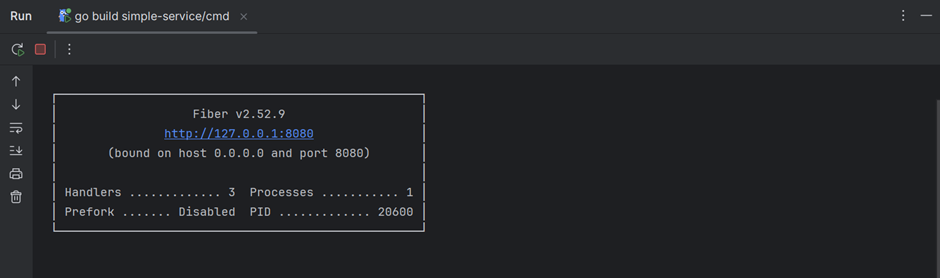 Run go build simple-service/cmd
Fiber v2.52.9
http://127.0.0.1:8080
(bound on host 0.0.0.0 and port 8080)
Handlers ............. 3 Processes ........... 1
Prefork ....... Disabled PID ............. 20600